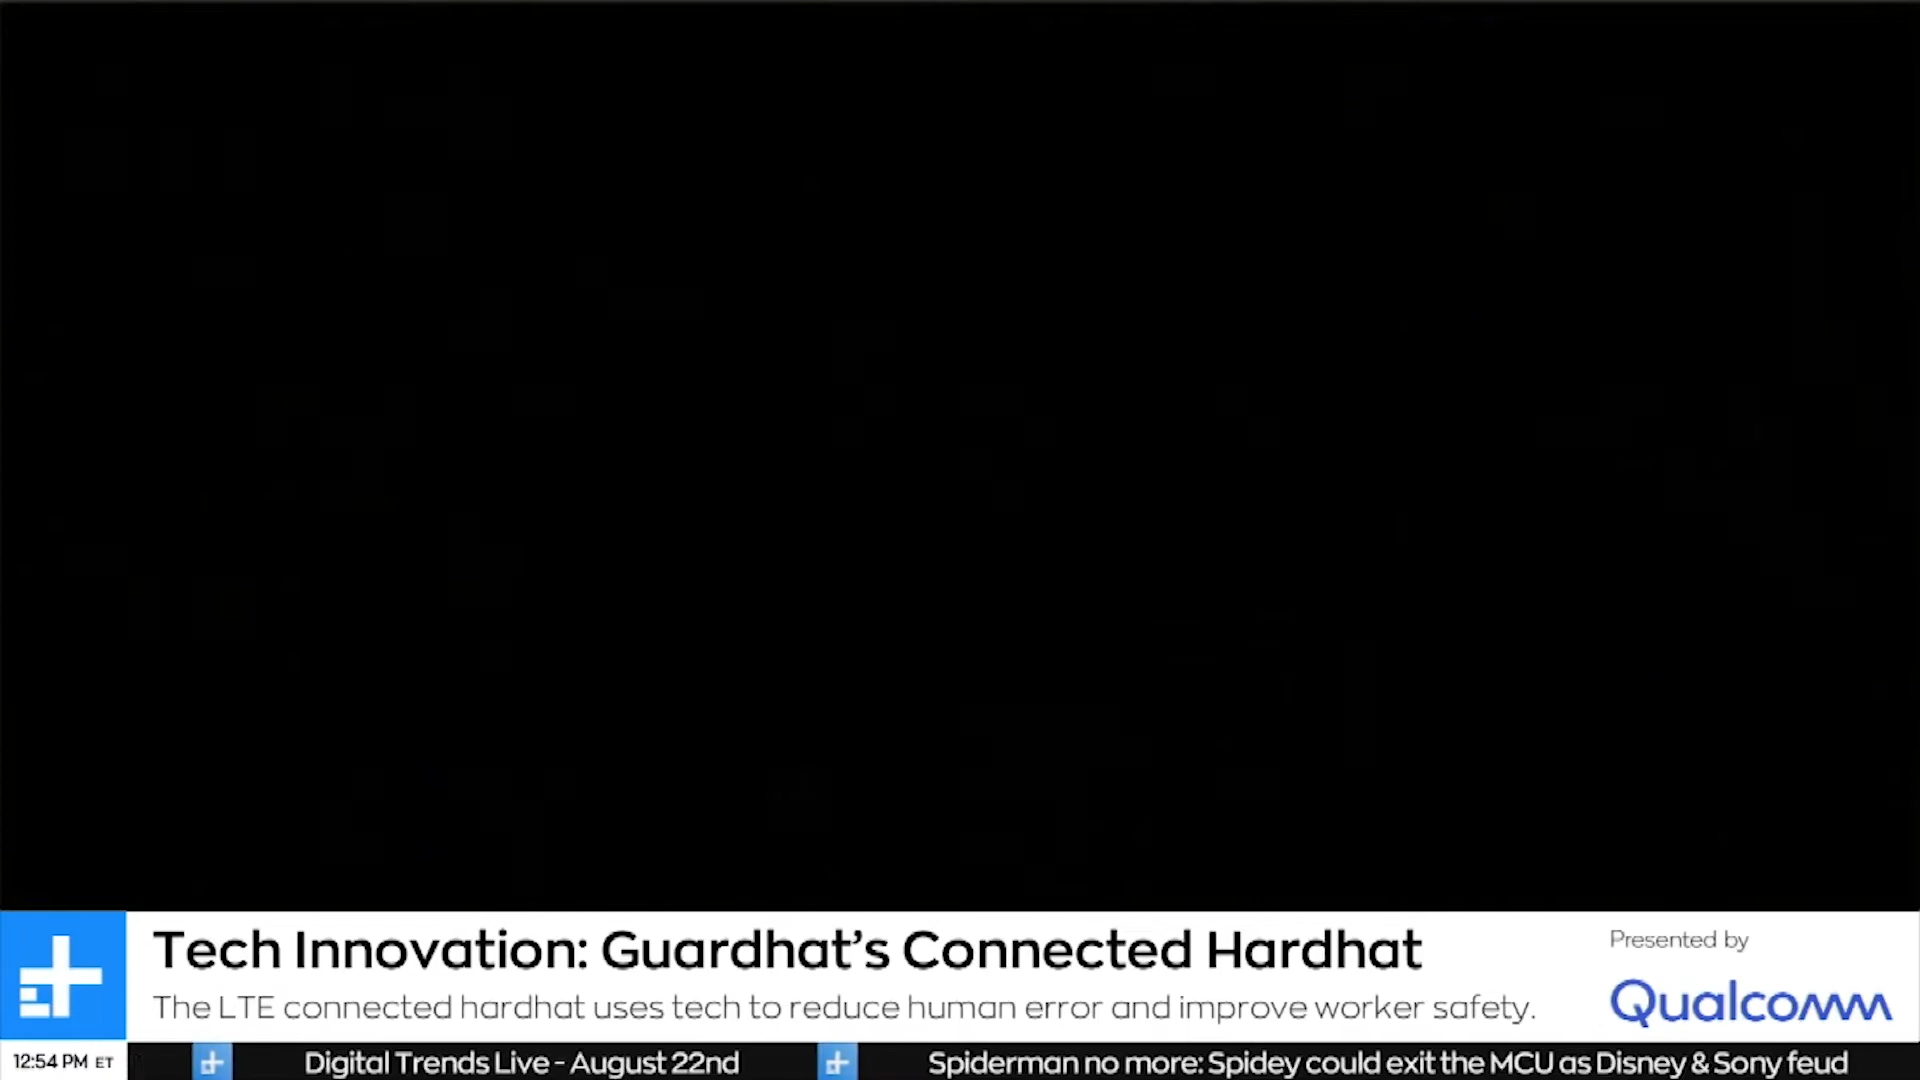 Tech Innovation: Guardhat's Connected Hardhat
The LTE connected hardhat uses tech to reduce human error and improve worker safety.
Presented by
Qualcomm
12:54 PM ET
Digital Trends Live - August 22nd
Spiderman no more: Spidey could exit the MCU as Disney & Sony feud